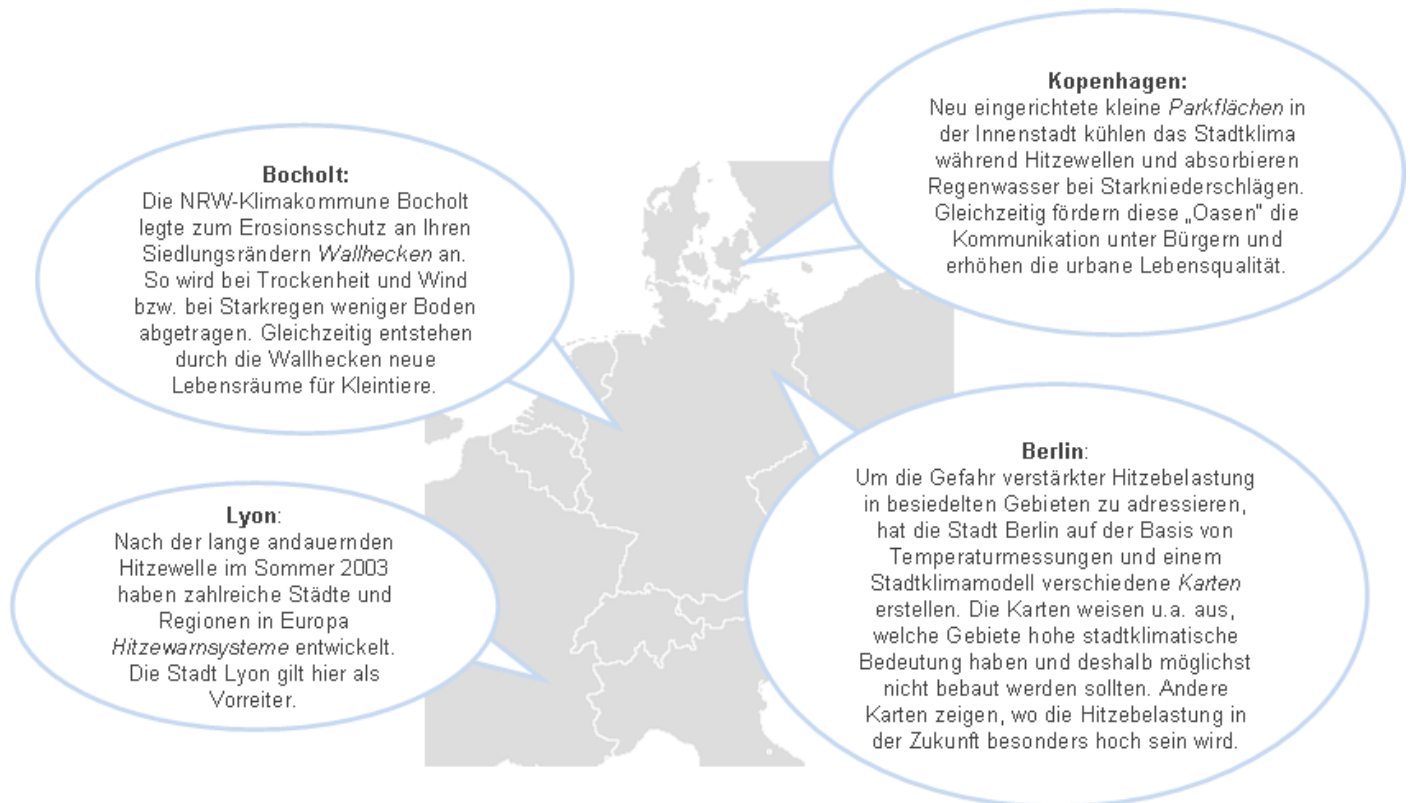 Kopenhagen:
Neu eingerichtete kleine Parkflächen in
der Innenstadt kühlen das Stadtklima
während Hitzewellen und absorbieren
Regenwasser bei Starkniederschlägen.
Gleichzeitig fördern diese „Oasen" die
Kommunikation unter Bürgern und
erhöhen die urbane Lebensqualität.
Bocholt:
Die NRW-Klimakommune Bocholt
legte zum Erosionsschutz an Ihren
Siedlungsrändern Wallhecken an.
So wird bei Trockenheit und Wind
bzw. bei Starkregen weniger Boden
abgetragen. Gleichzeitig entstehen
durch die Wallhecken neue
Lebensräume für Kleintiere.
Berlin:
Um die Gefahr verstärkter Hitzebelastung
in besiedelten Gebieten zu adressieren,
hat die Stadt Berlin auf der Basis von
Temperaturmessungen und einem
Stadtklimamodell verschiedene Karten
erstellen. Die Karten weisen u.a. aus,
welche Gebiete hohe stadtklimatische
Bedeutung haben und deshalb möglichst
nicht bebaut werden sollten. Andere
Karten zeigen, wo die Hitzebelastung in
der Zukunft besonders hoch sein wird.
Lyon:
Nach der lange andauernden
Hitzewelle im Sommer 2003
haben zahlreiche Städte und
Regionen in Europa
Hitzewarnsysteme entwickelt.
Die Stadt Lyon gilt hier als
Vorreiter.